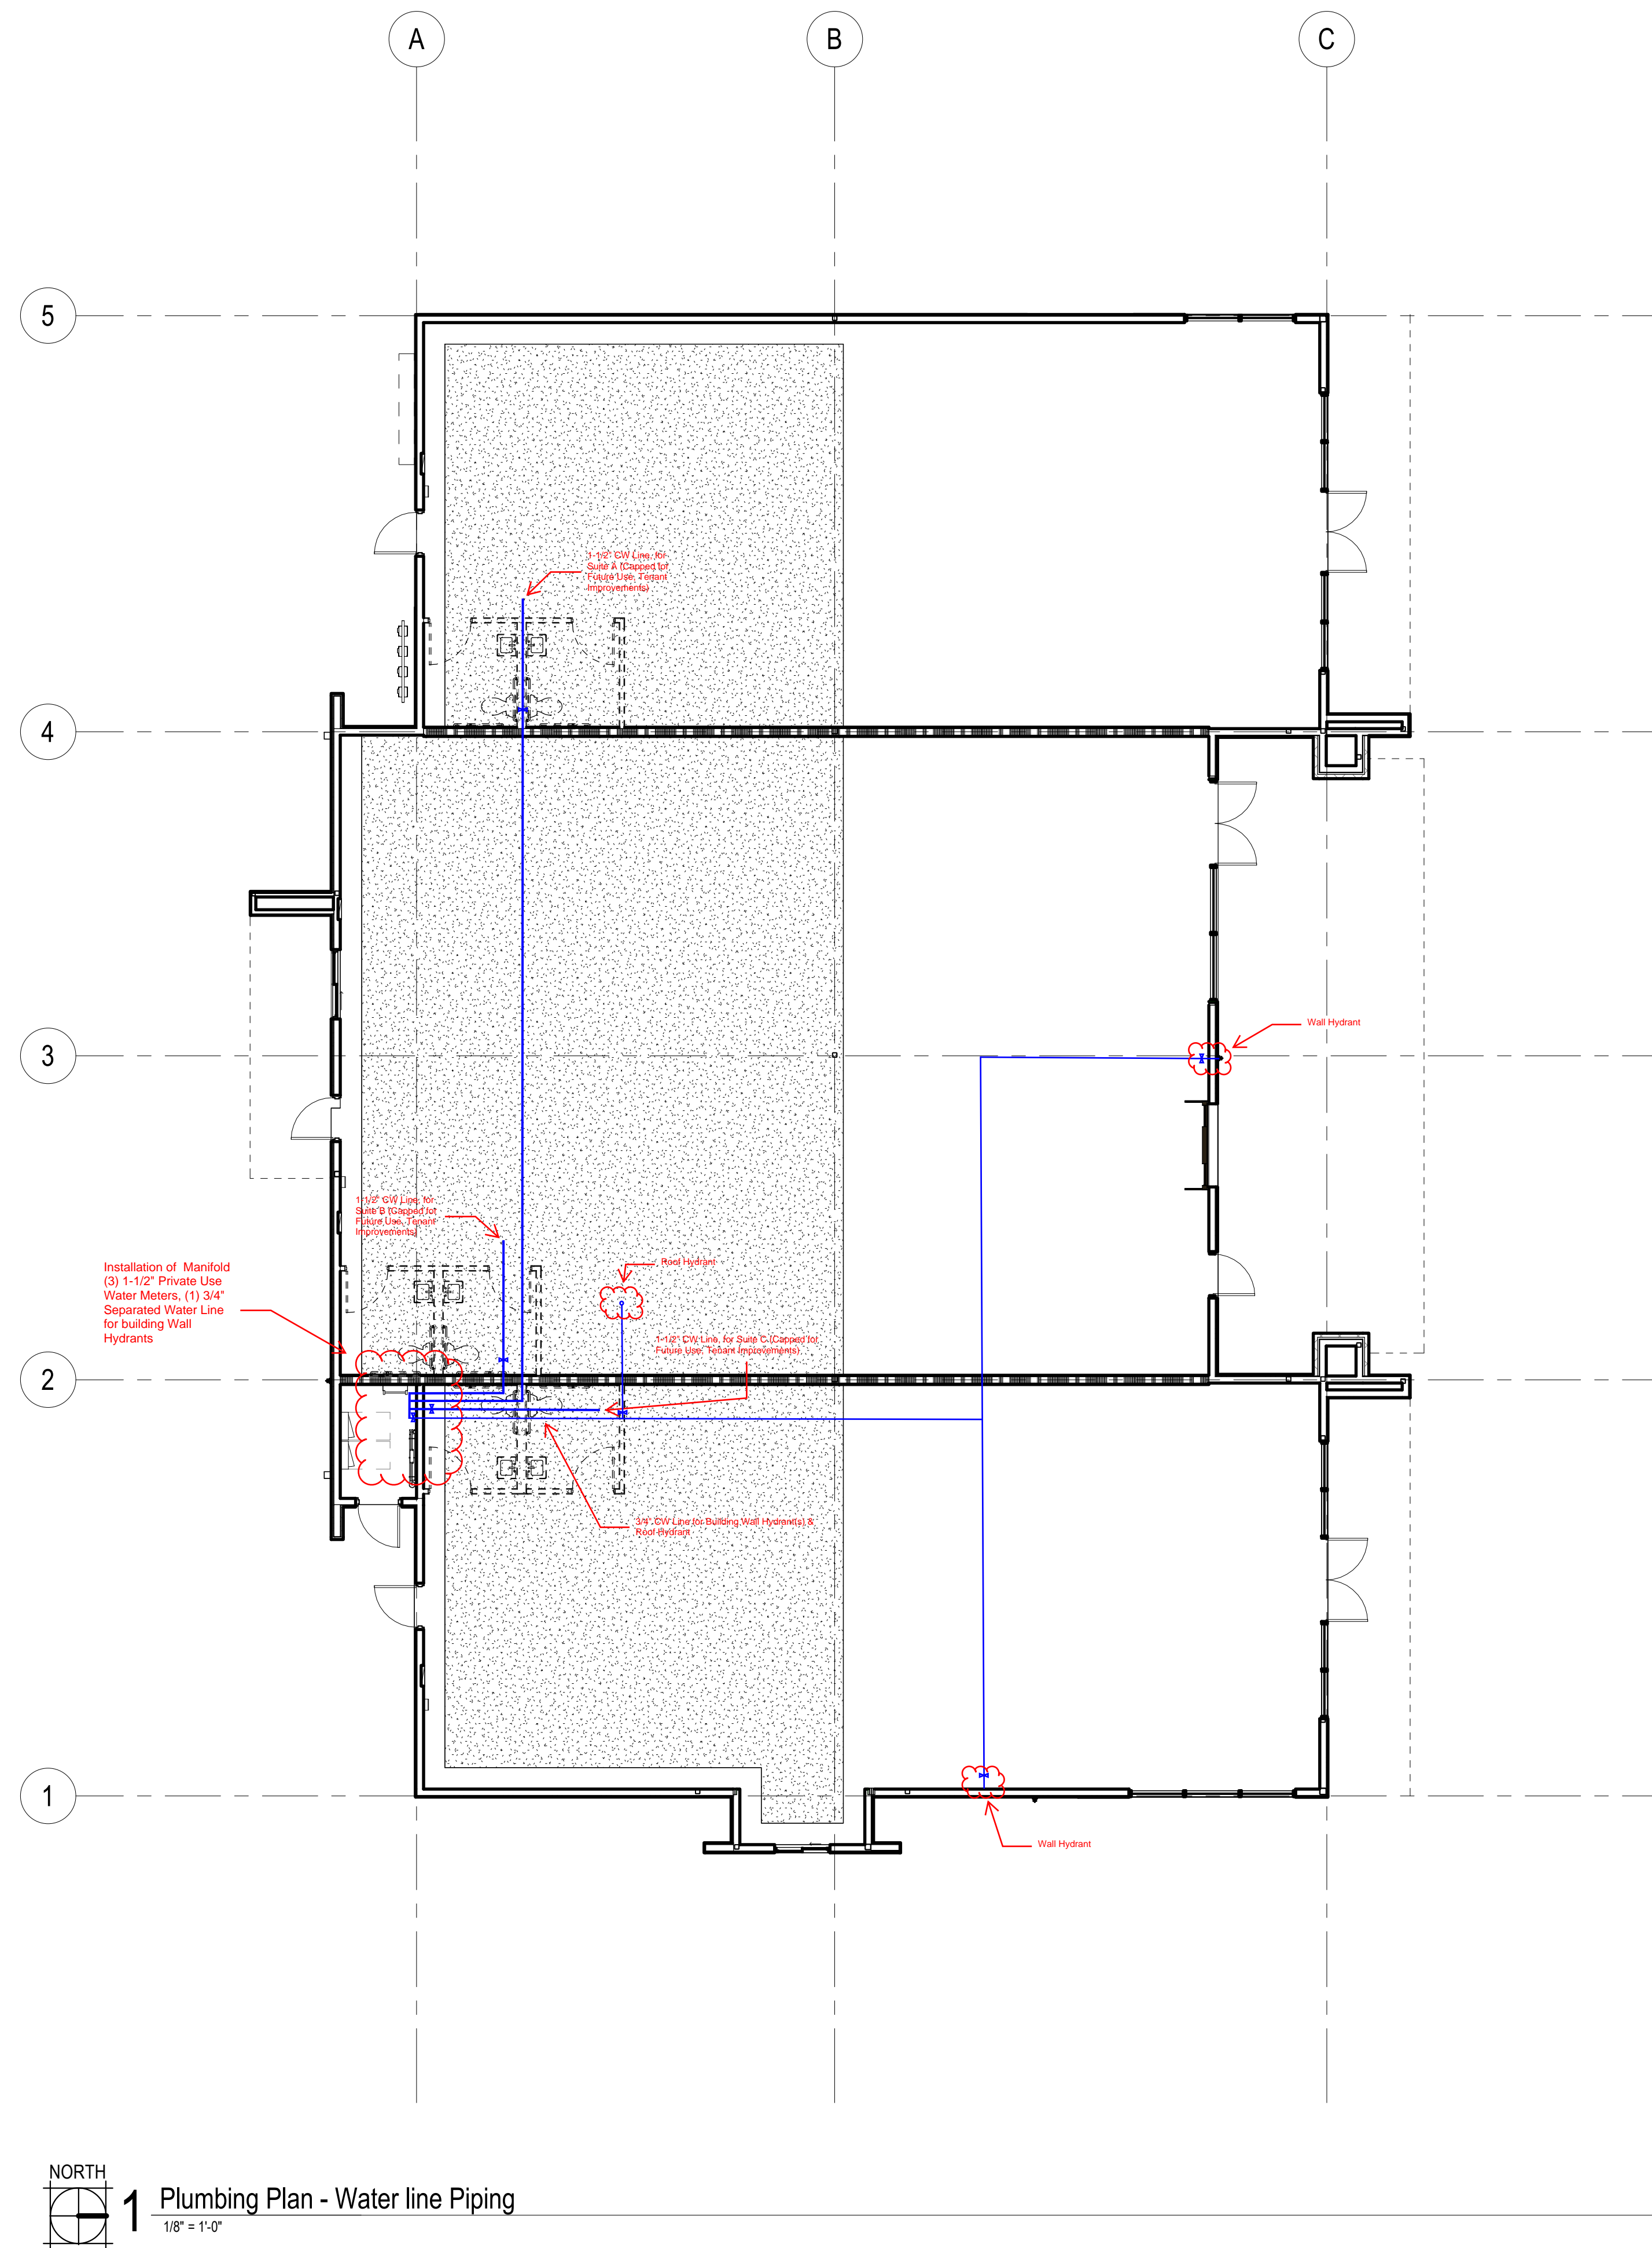 A
B
C
5
1-1/2" CW Line, for
Suite A (Capped for
Future Use, Tenant
Improvements)
4
3
Wall Hydrant
1-1/2" CW Line, for
Suite B (Capped for
Future Use, Tenant
Improvements)
Installation of Manifold
(3) 1-1/2" Private Use
Water Meters, (1) 3/4"
Separated Water Line
for building Wall
Hydrants
Roof Hydrant
1-1/2" CW Line, for Suite C (Capped for
Future Use, Tenant Improvements)
2
3/4" CW Line for Building Wall Hydrant(s) &
Roof Hydrant
1
Wall Hydrant
NORTH
1 Plumbing Plan - Water line Piping
1/8" = 1'-0"